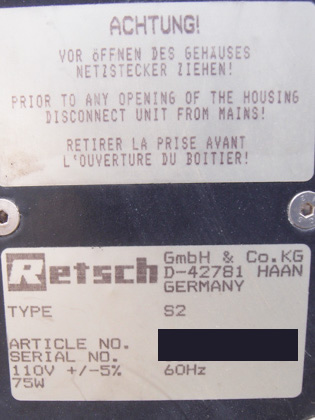 ACHTUNG!
VOR ÖFFNEN DES GEHÄUSES
NETZSTECKER ZIEHEN!
PRIOR TO ANY OPENING OF THE HOUSING
DISCONNECT UNIT FROM MAINS!
RETIRER LA PRISE AVANT
L'OUVERTURE DU BOITIER!
Retsch GmbH & Co.KG
D-42781 HAAN
GERMANY
TYPE S2
ARTICLE NO.
SERIAL NO.
110V +/-5% 60Hz
75W